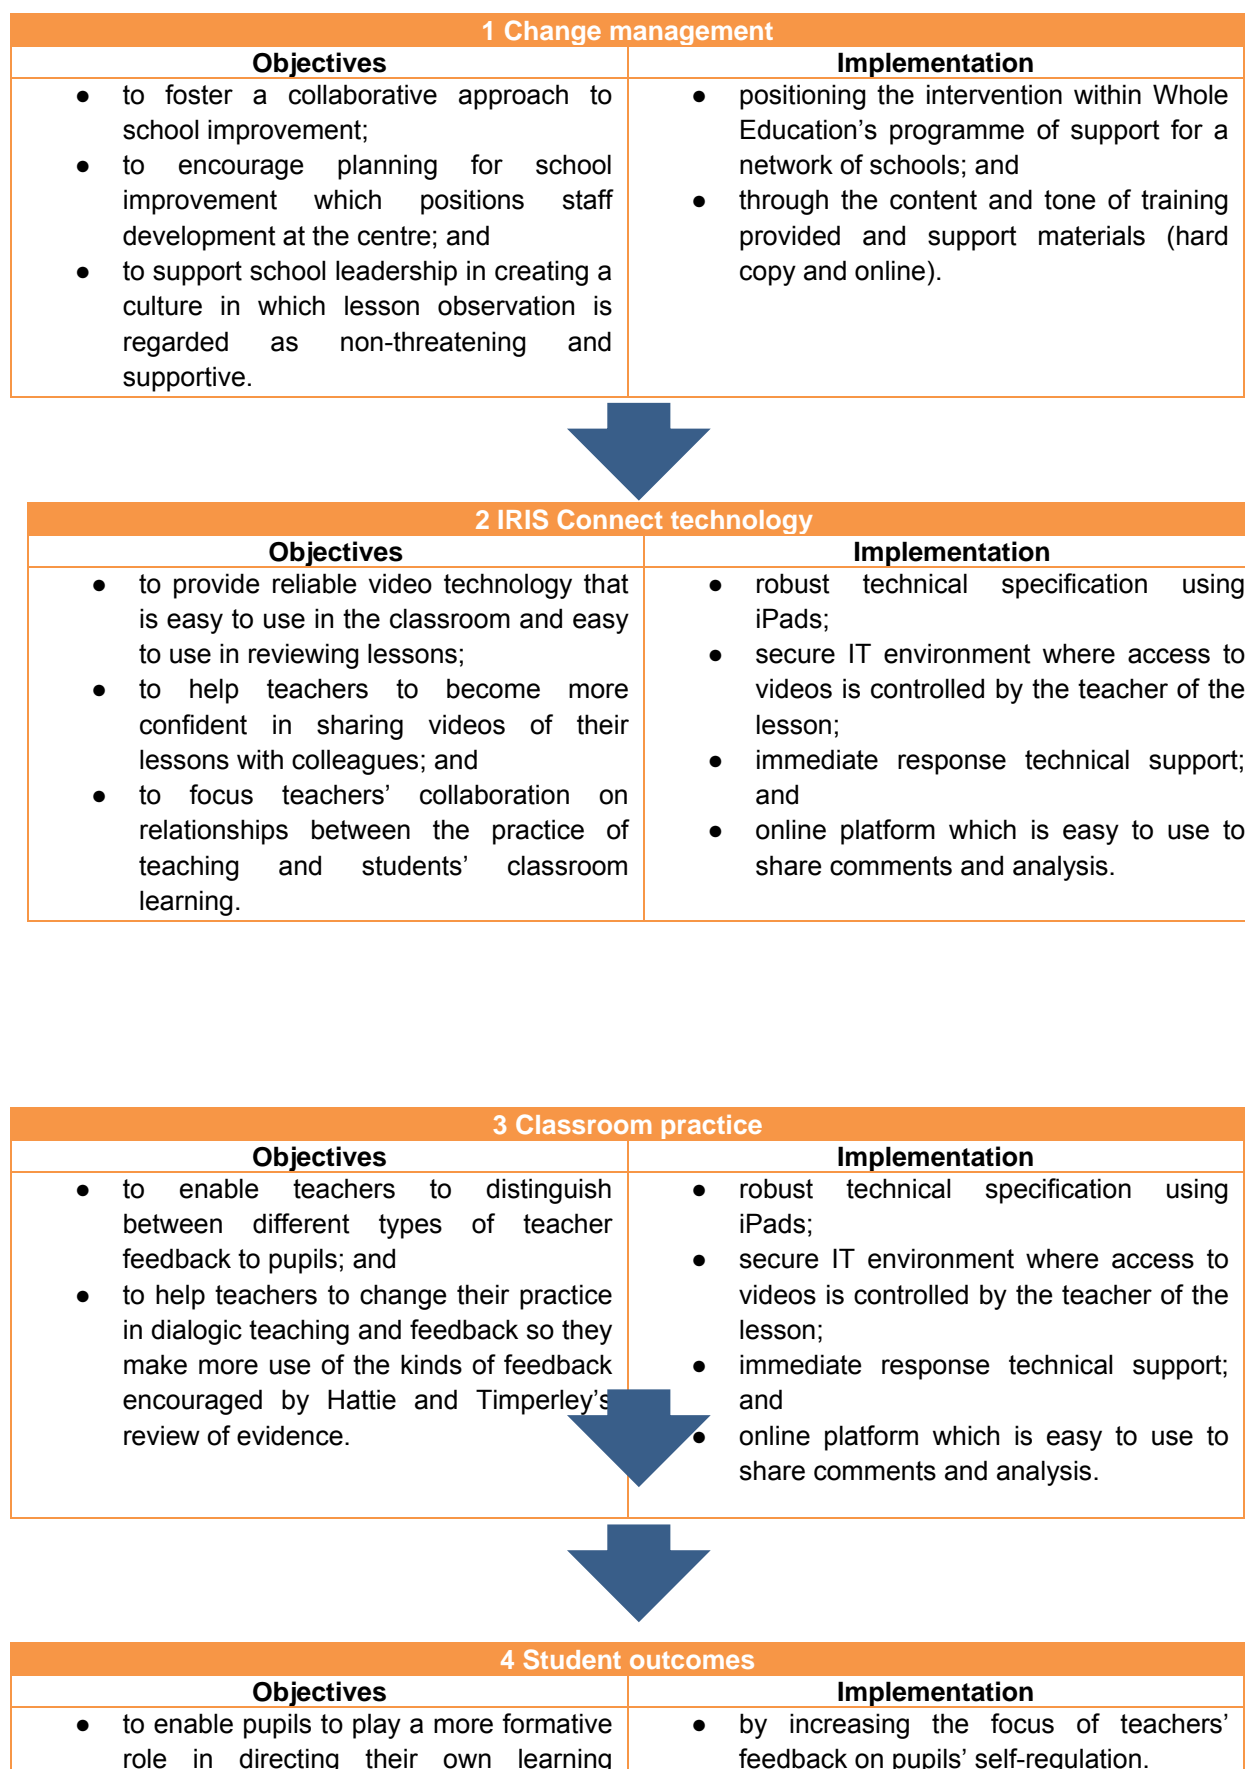 1 Change management
Objectives
● to foster a collaborative approach to
school improvement;
● to encourage planning for school
improvement which positions staff
development at the centre; and
● to support school leadership in creating a
culture in which lesson observation is
regarded as non-threatening and
supportive.
Implementation
● positioning the intervention within Whole
Education’s programme of support for a
network of schools; and
● through the content and tone of training
provided and support materials (hard
copy and online).
2 IRIS Connect technology
Objectives
● to provide reliable video technology that
is easy to use in the classroom and easy
to use in reviewing lessons;
● to help teachers to become more
confident in sharing videos of their
lessons with colleagues; and
● to focus teachers’ collaboration on
relationships between the practice of
teaching and students’ classroom
learning.
Implementation
● robust technical specification using
iPads;
● secure IT environment where access to
videos is controlled by the teacher of the
lesson;
● immediate response technical support;
and
● online platform which is easy to use to
share comments and analysis.
3 Classroom practice
Objectives
● to enable teachers to distinguish
between different types of teacher
feedback to pupils; and
● to help teachers to change their practice
in dialogic teaching and feedback so they
make more use of the kinds of feedback
encouraged by Hattie and Timperley’s
review of evidence.
Implementation
● robust technical specification using
iPads;
● secure IT environment where access to
videos is controlled by the teacher of the
lesson;
● immediate response technical support;
and
● online platform which is easy to use to
share comments and analysis.
4 Student outcomes
Objectives
● to enable pupils to play a more formative
role in directing their own learning
Implementation
● by increasing the focus of teachers’
feedback on pupils’ self-regulation.